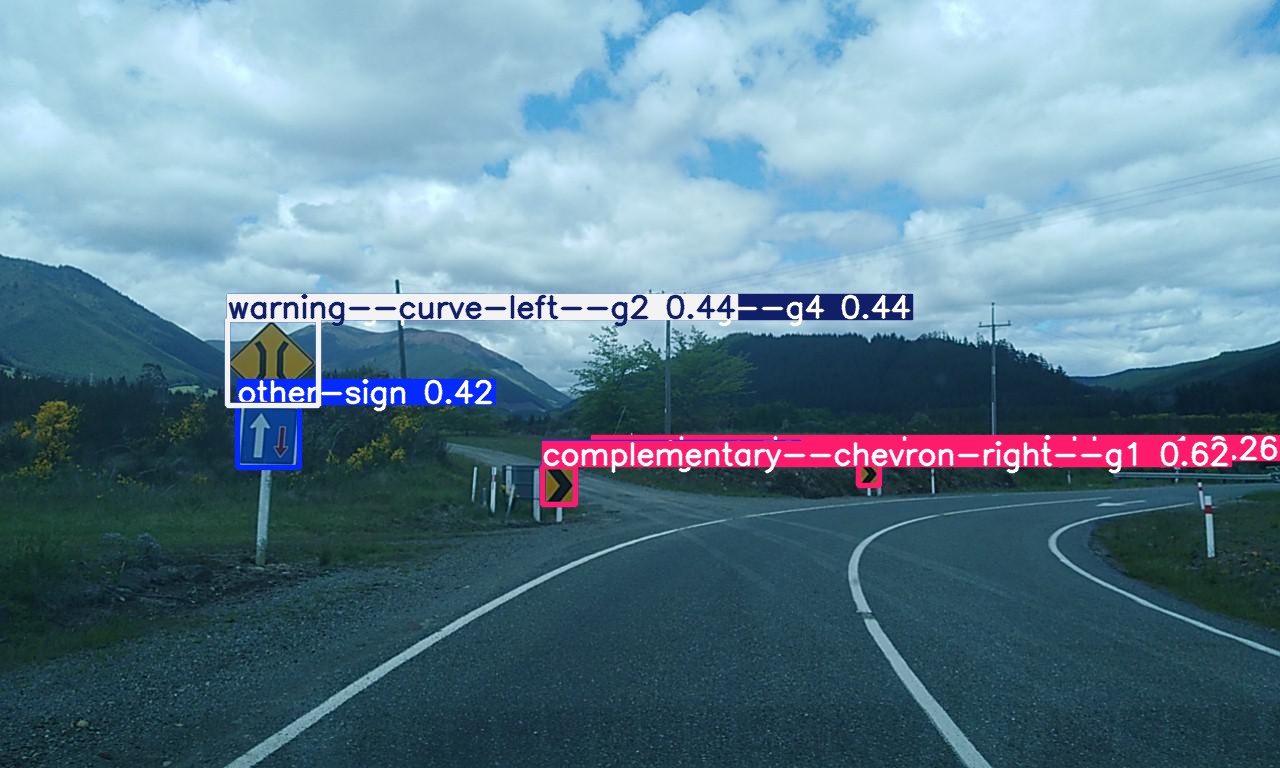 warning--curve-left--g2 0.44--g4 0.44
other-sign 0.42
complementary--chevron-right--g1 0.62.26